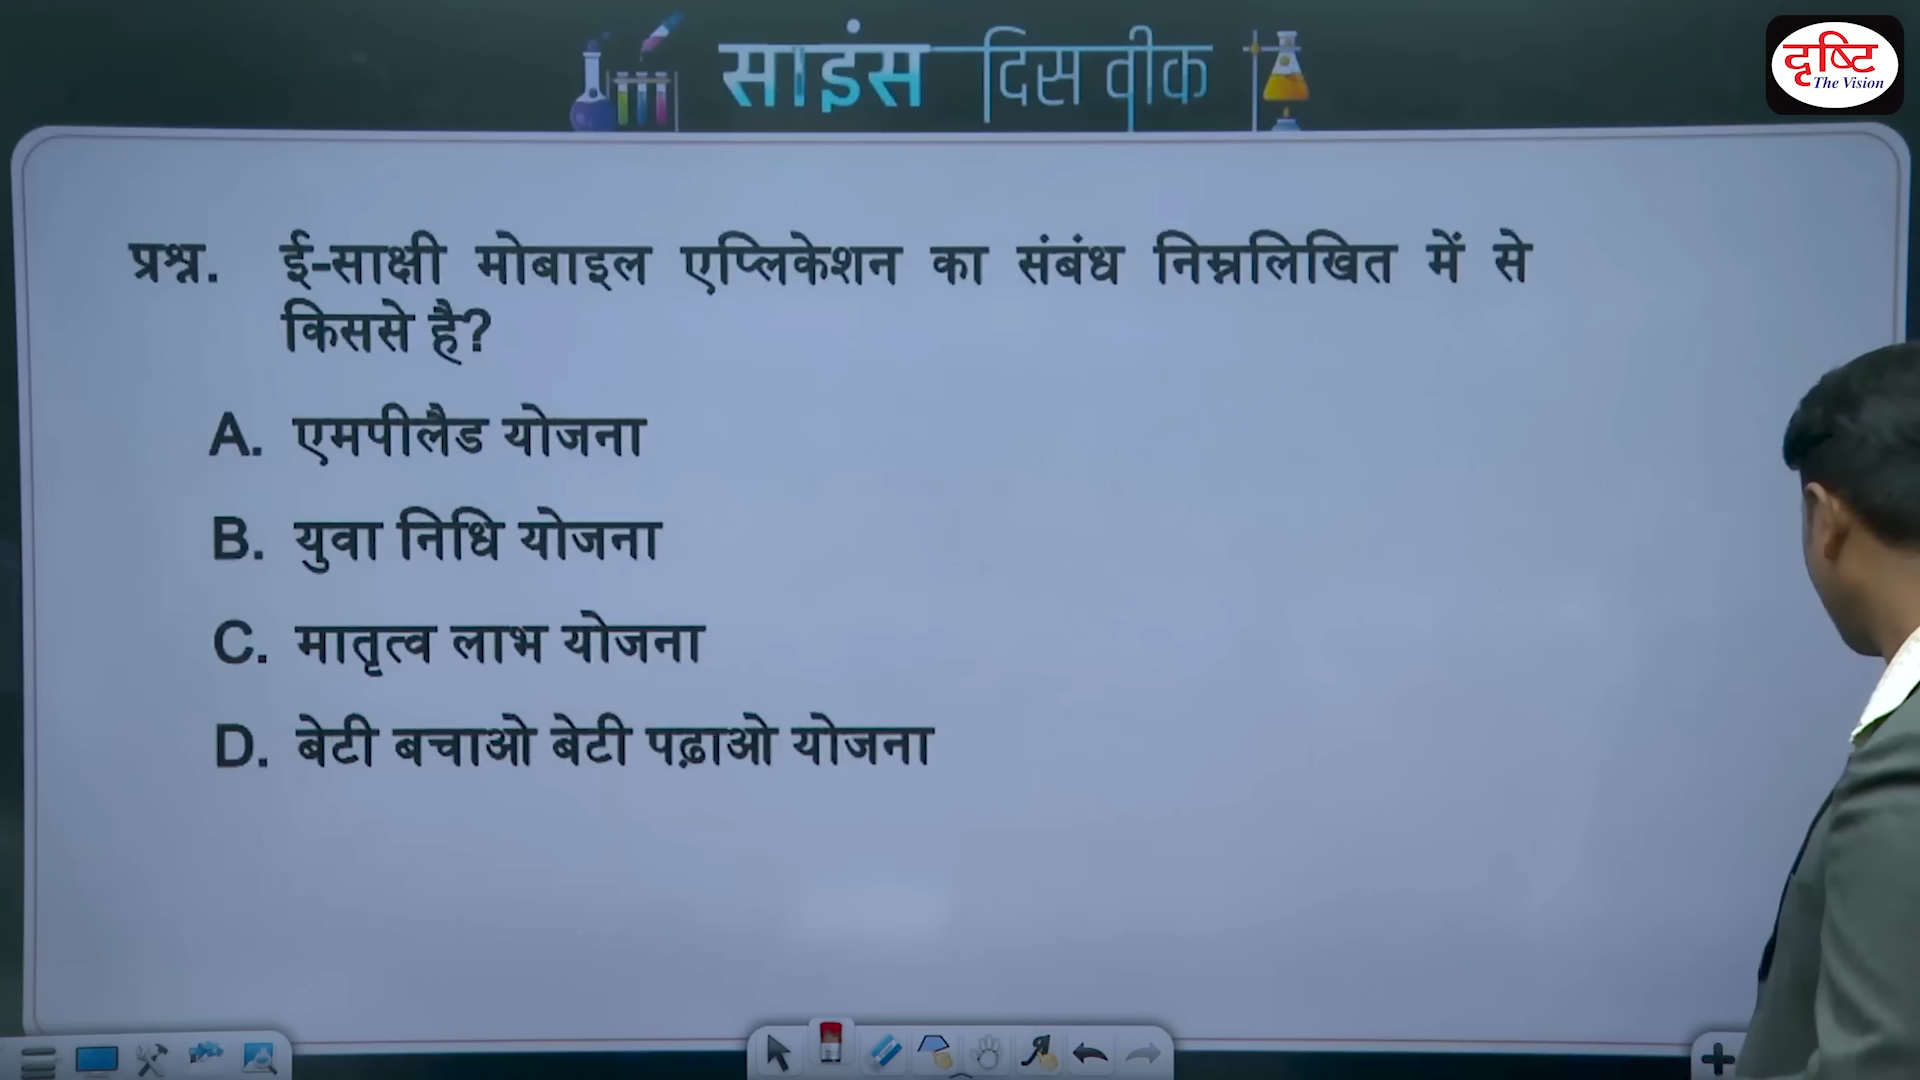 साइंस दिस वीक
दृष्टि
The Vision
प्रश्न. ई-साक्षी मोबाइल एप्लिकेशन का संबंध निम्नलिखित में से
किससे है?
A. एमपीलैड योजना
B. युवा निधि योजना
C. मातृत्व लाभ योजना
D. बेटी बचाओ बेटी पढ़ाओ योजना